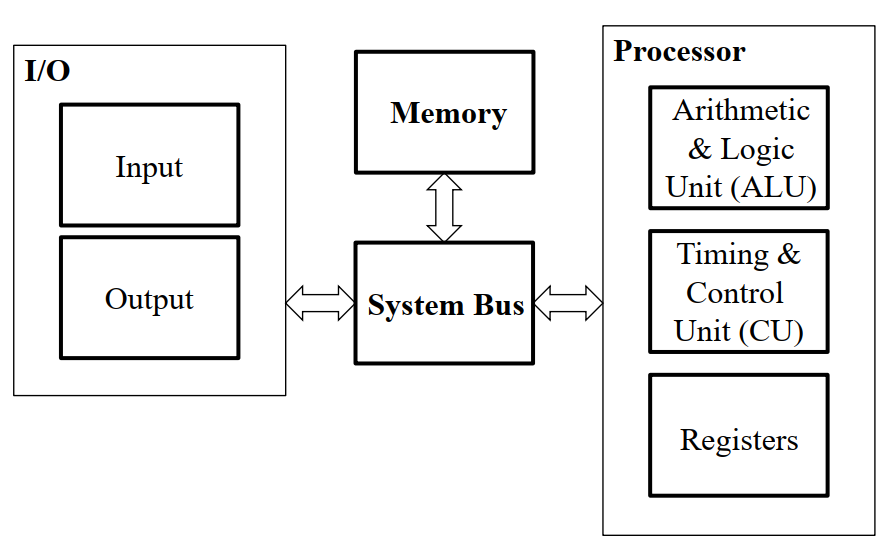 I/O
Input
Output
Memory
System Bus
Processor
Arithmetic
& Logic
Unit (ALU)
Timing &
Control
Unit (CU)
Registers